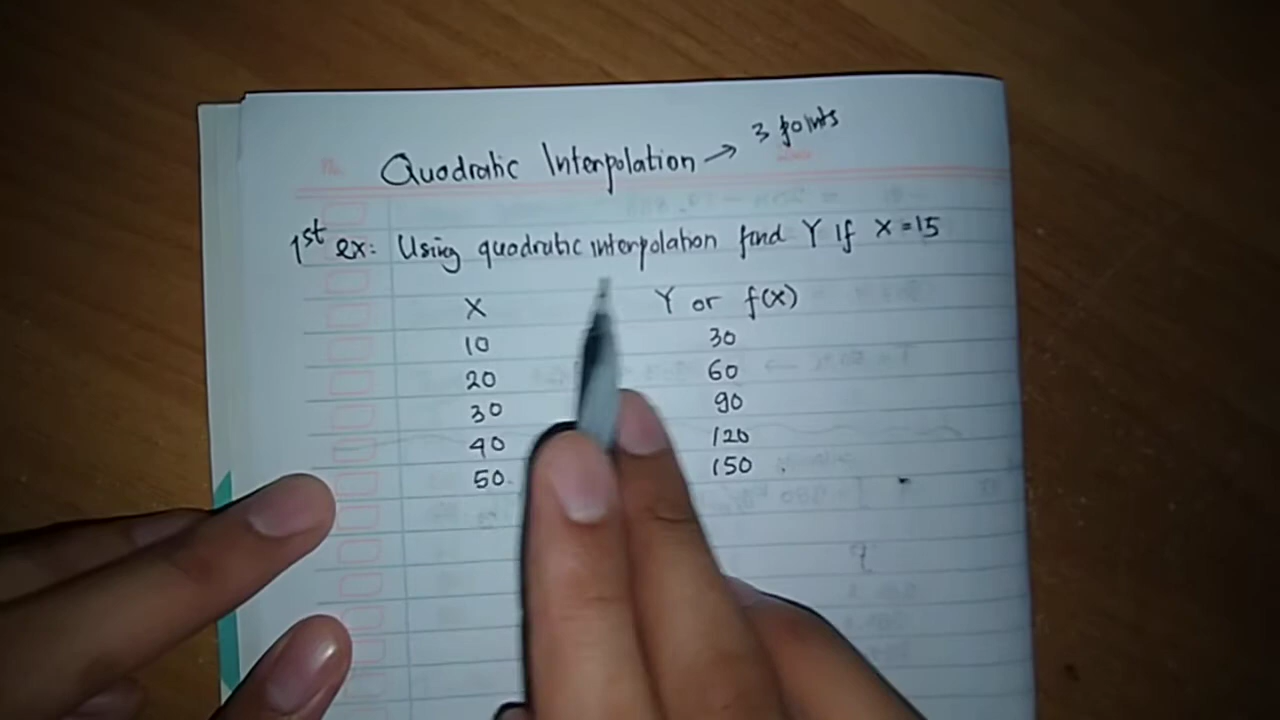 Quadratic Interpolation → 3 points
1st ex: Using quadratic interpolation find Y if X = 15
X Y or f(x)
10 30
20 60
30 90
40 120
50 150